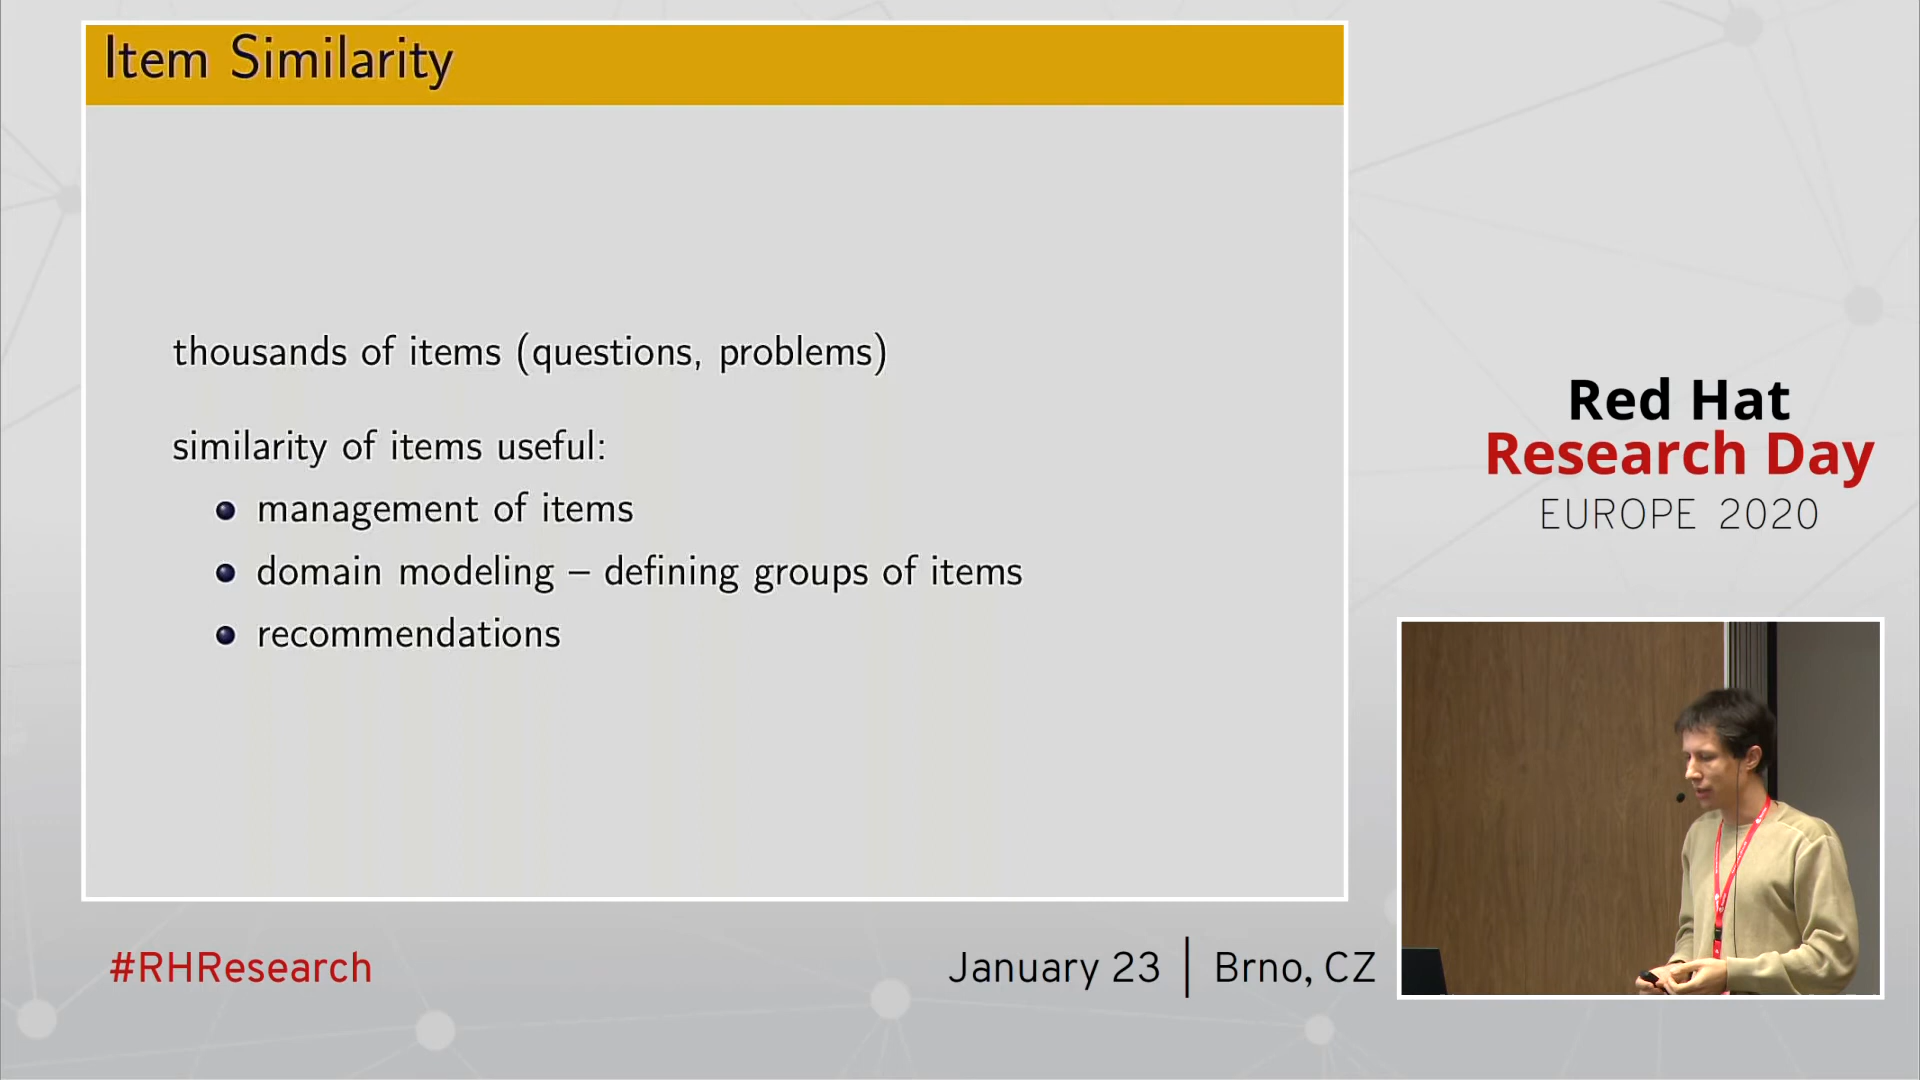 Item Similarity
thousands of items (questions, problems)
similarity of items useful:
management of items
domain modeling – defining groups of items
recommendations
Red Hat
Research Day
EUROPE 2020
#RHResearch
January 23 | Brno, CZ